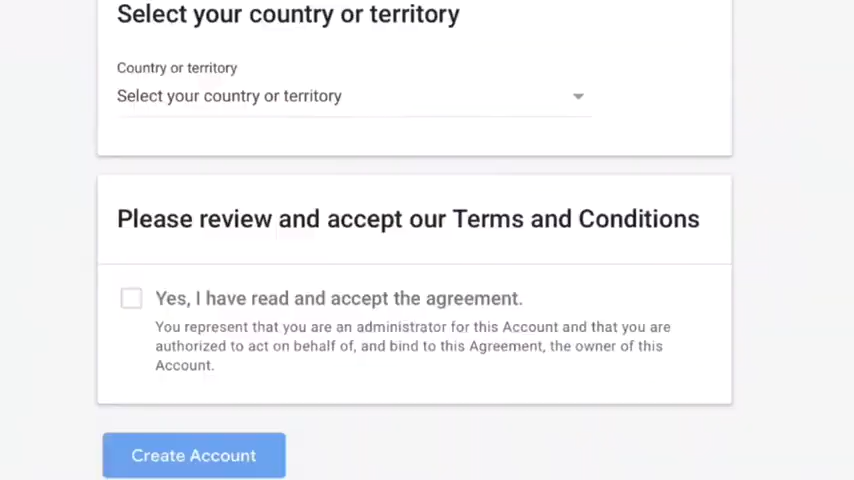 Select your country or territory
Country or territory
Select your country or territory
Please review and accept our Terms and Conditions
Yes, I have read and accept the agreement.
You represent that you are an administrator for this Account and that you are
authorized to act on behalf of, and bind to this Agreement, the owner of this
Account.
Create Account